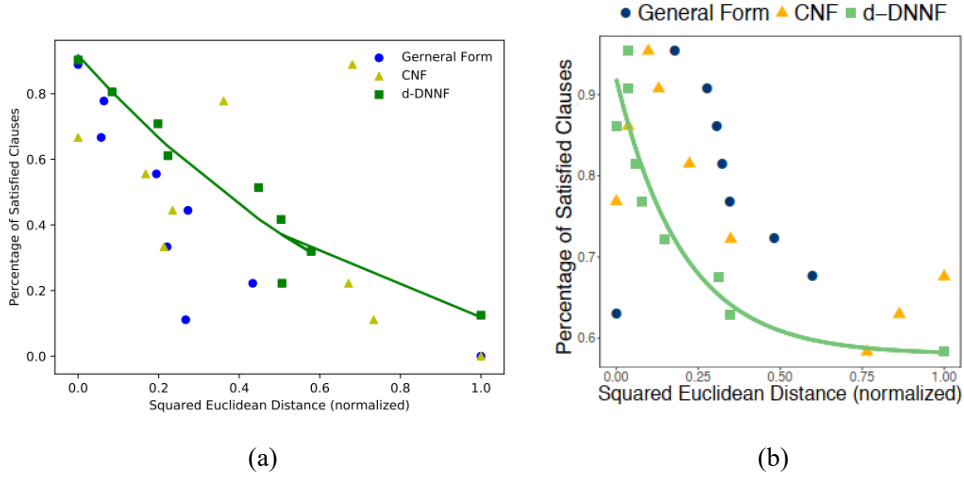 Gerneral Form
CNF
d-DNNF
Percentage of Satisfied Clauses
0.8
0.6
0.4
0.2
0.0
0.0 0.2 0.4 0.6 0.8 1.0
Squared Euclidean Distance (normalized)
(a)
General Form CNF d-DNNF
Percentage of Satisfied Clauses
0.9
0.8
0.7
0.6
0.00 0.25 0.50 0.75 1.00
Squared Euclidean Distance (normalized)
(b)